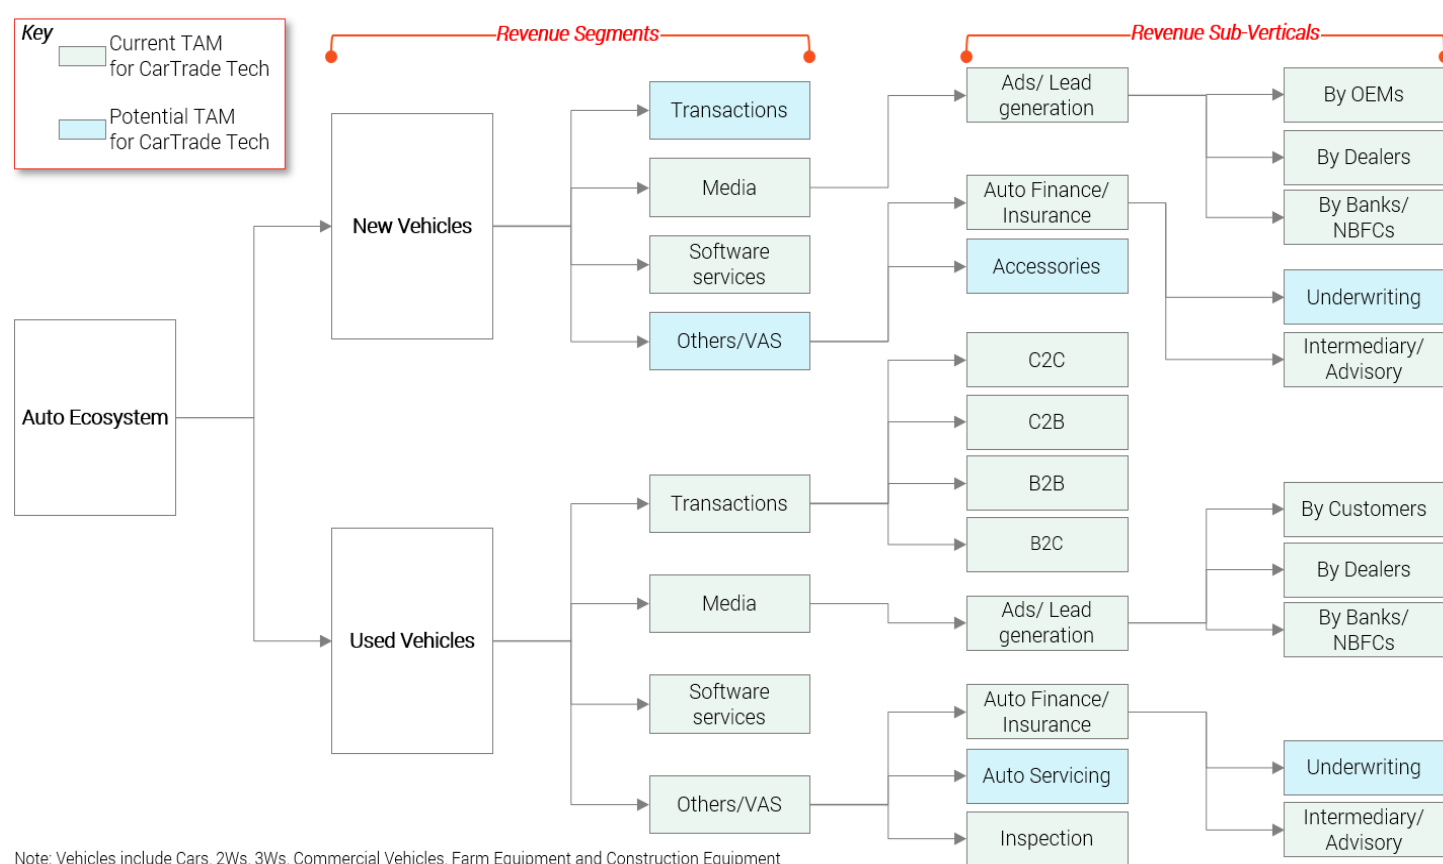 Key
Current TAM
for CarTrade Tech
Potential TAM
for CarTrade Tech
Revenue Segments
Revenue Sub-Verticals
Auto Ecosystem
New Vehicles
Transactions
Media
Software
services
Others/VAS
Ads/ Lead
generation
By OEMs
By Dealers
By Banks/
NBFCs
Auto Finance/
Insurance
Accessories
Underwriting
Intermediary/
Advisory
Used Vehicles
Transactions
C2C
C2B
B2B
B2C
Media
Ads/ Lead
generation
By Customers
By Dealers
By Banks/
NBFCs
Software
services
Others/VAS
Auto Finance/
Insurance
Auto Servicing
Inspection
Underwriting
Intermediary/
Advisory
Note: Vehicles include Cars, 2Ws, 3Ws, Commercial Vehicles, Farm Equipment and Construction Equipment